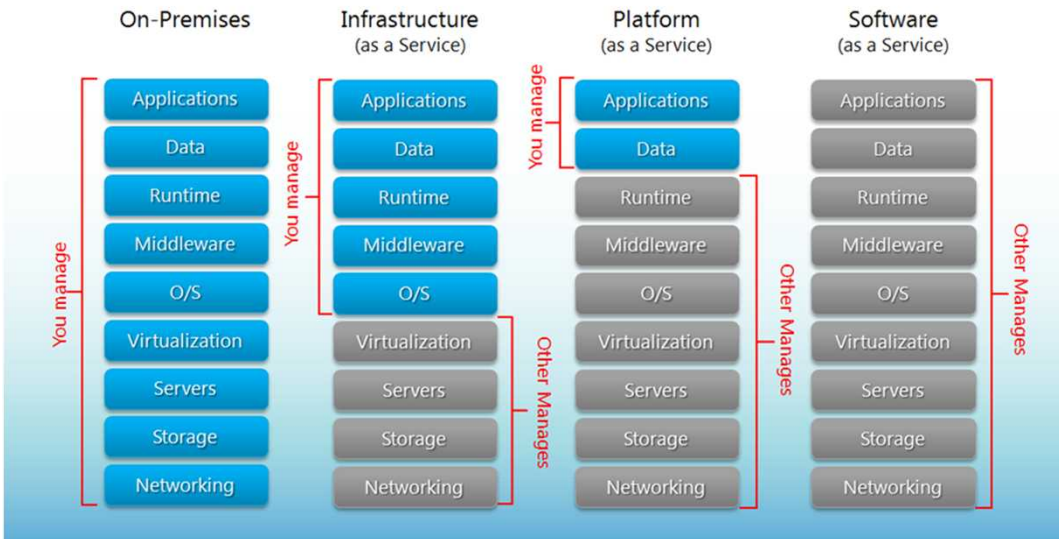 On-Premises
You manage
Applications
Data
Runtime
Middleware
O/S
Virtualization
Servers
Storage
Networking
Infrastructure
(as a Service)
You manage
Applications
Data
Runtime
Middleware
O/S
Virtualization
Servers
Storage
Networking
Other Manages
Platform
(as a Service)
You manage
Applications
Data
Runtime
Middleware
O/S
Virtualization
Servers
Storage
Networking
Other Manages
Software
(as a Service)
Applications
Data
Runtime
Middleware
O/S
Virtualization
Servers
Storage
Networking
Other Manages